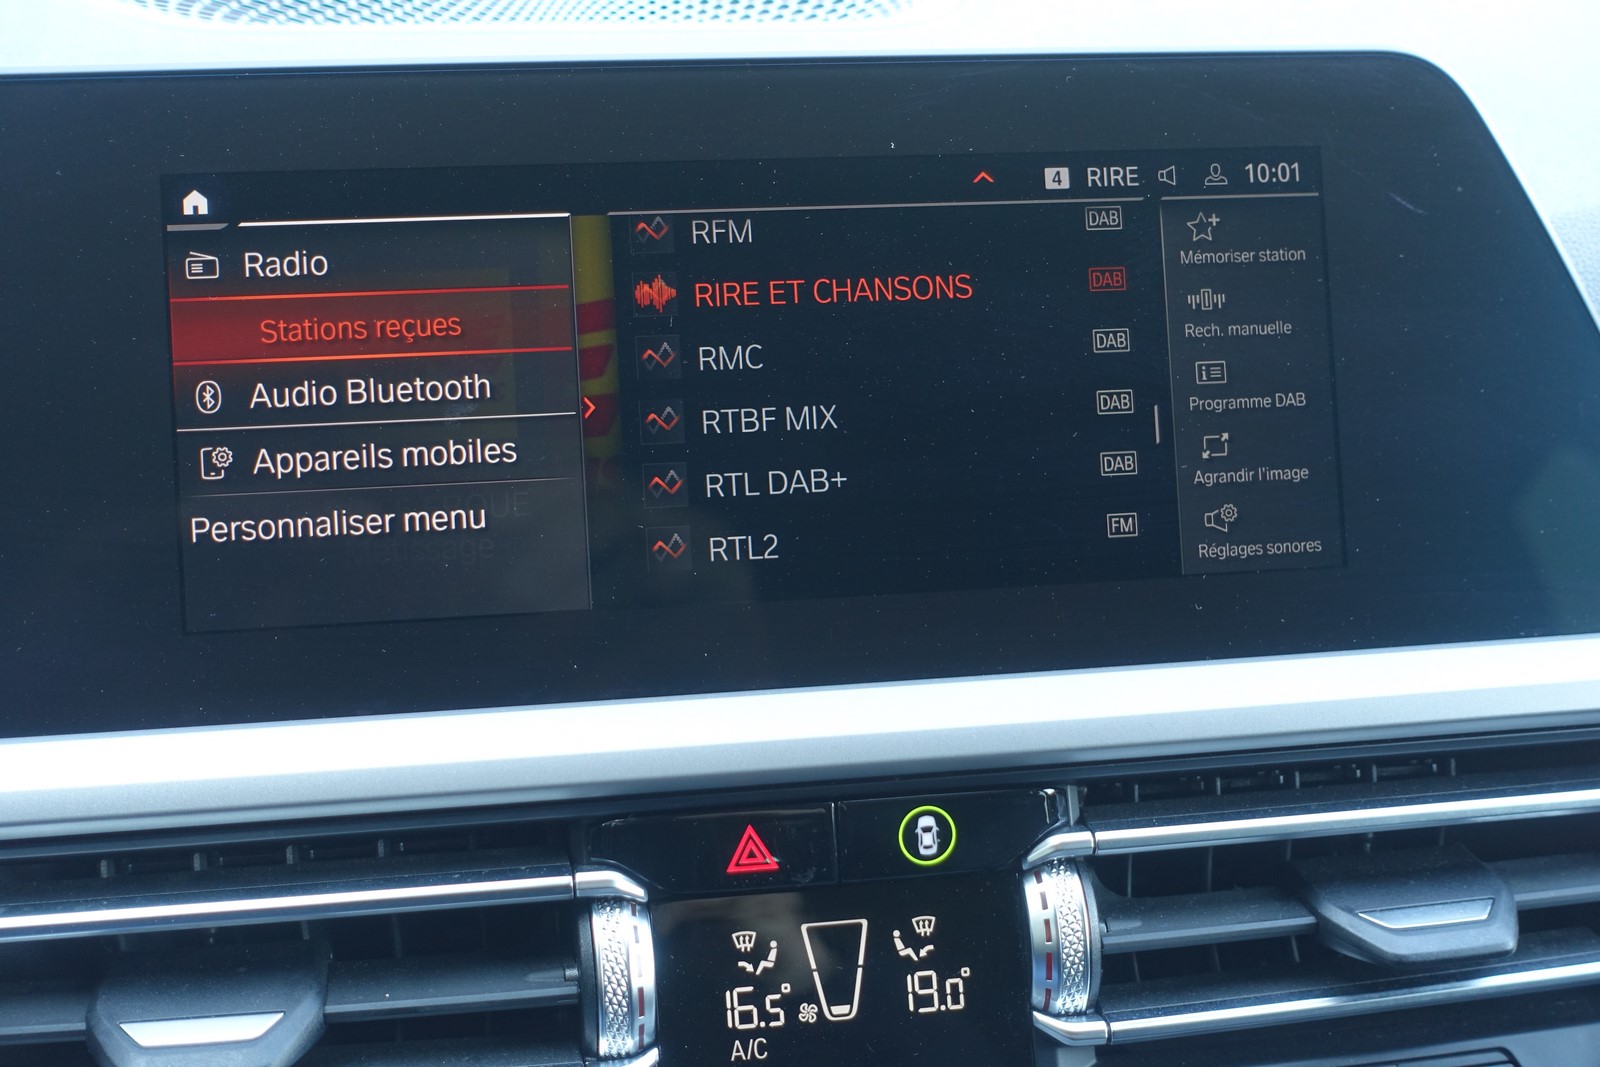 4 RIRE 10:01
Radio
Stations reçues
Audio Bluetooth
Appareils mobiles
Personnaliser menu
RFM DAB
RIRE ET CHANSONS DAB
RMC DAB
RTBF MIX DAB
RTL DAB+ DAB
RTL2 FM
Mémoriser station
Rech. manuelle
Programme DAB
Agrandir l'image
Réglages sonores
16.5° 19.0°
A/C